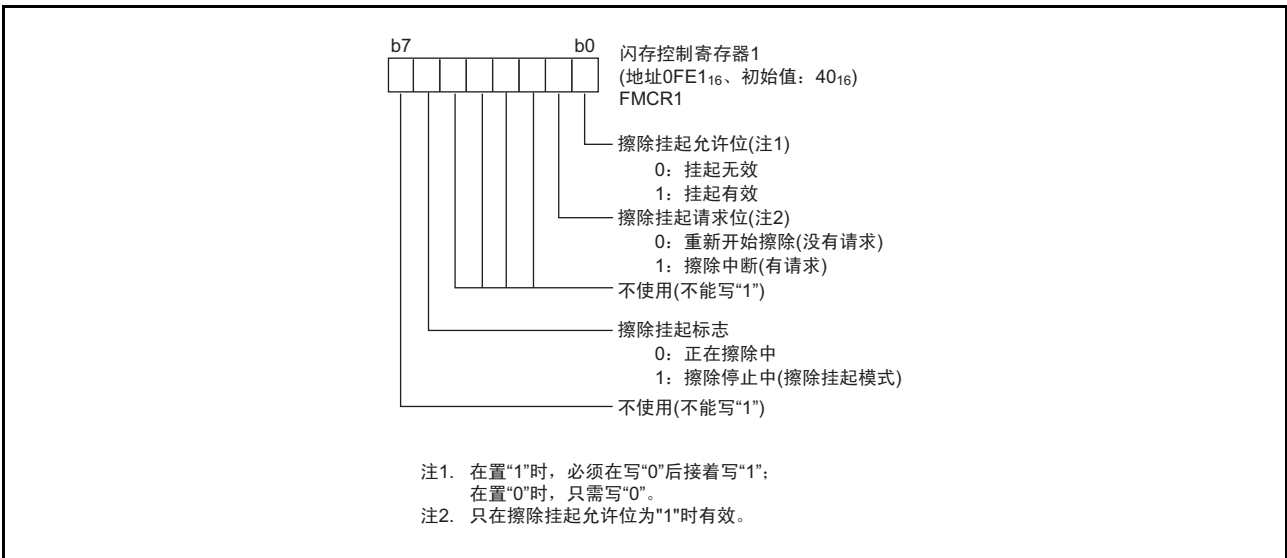 b7 b0
闪存控制寄存器1
(地址0FE1₁₆、初始值：40₁₆)
FMCR1
擦除挂起允许位(注1)
0：挂起无效
1：挂起有效
擦除挂起请求位(注2)
0：重新开始擦除(没有请求)
1：擦除中断(有请求)
不使用(不能写“1”)
擦除挂起标志
0：正在擦除中
1：擦除停止中(擦除挂起模式)
不使用(不能写“1”)
注1. 在置“1”时，必须在写“0”后接着写“1”；
在置“0”时，只需写“0”。
注2. 只在擦除挂起允许位为"1"时有效。